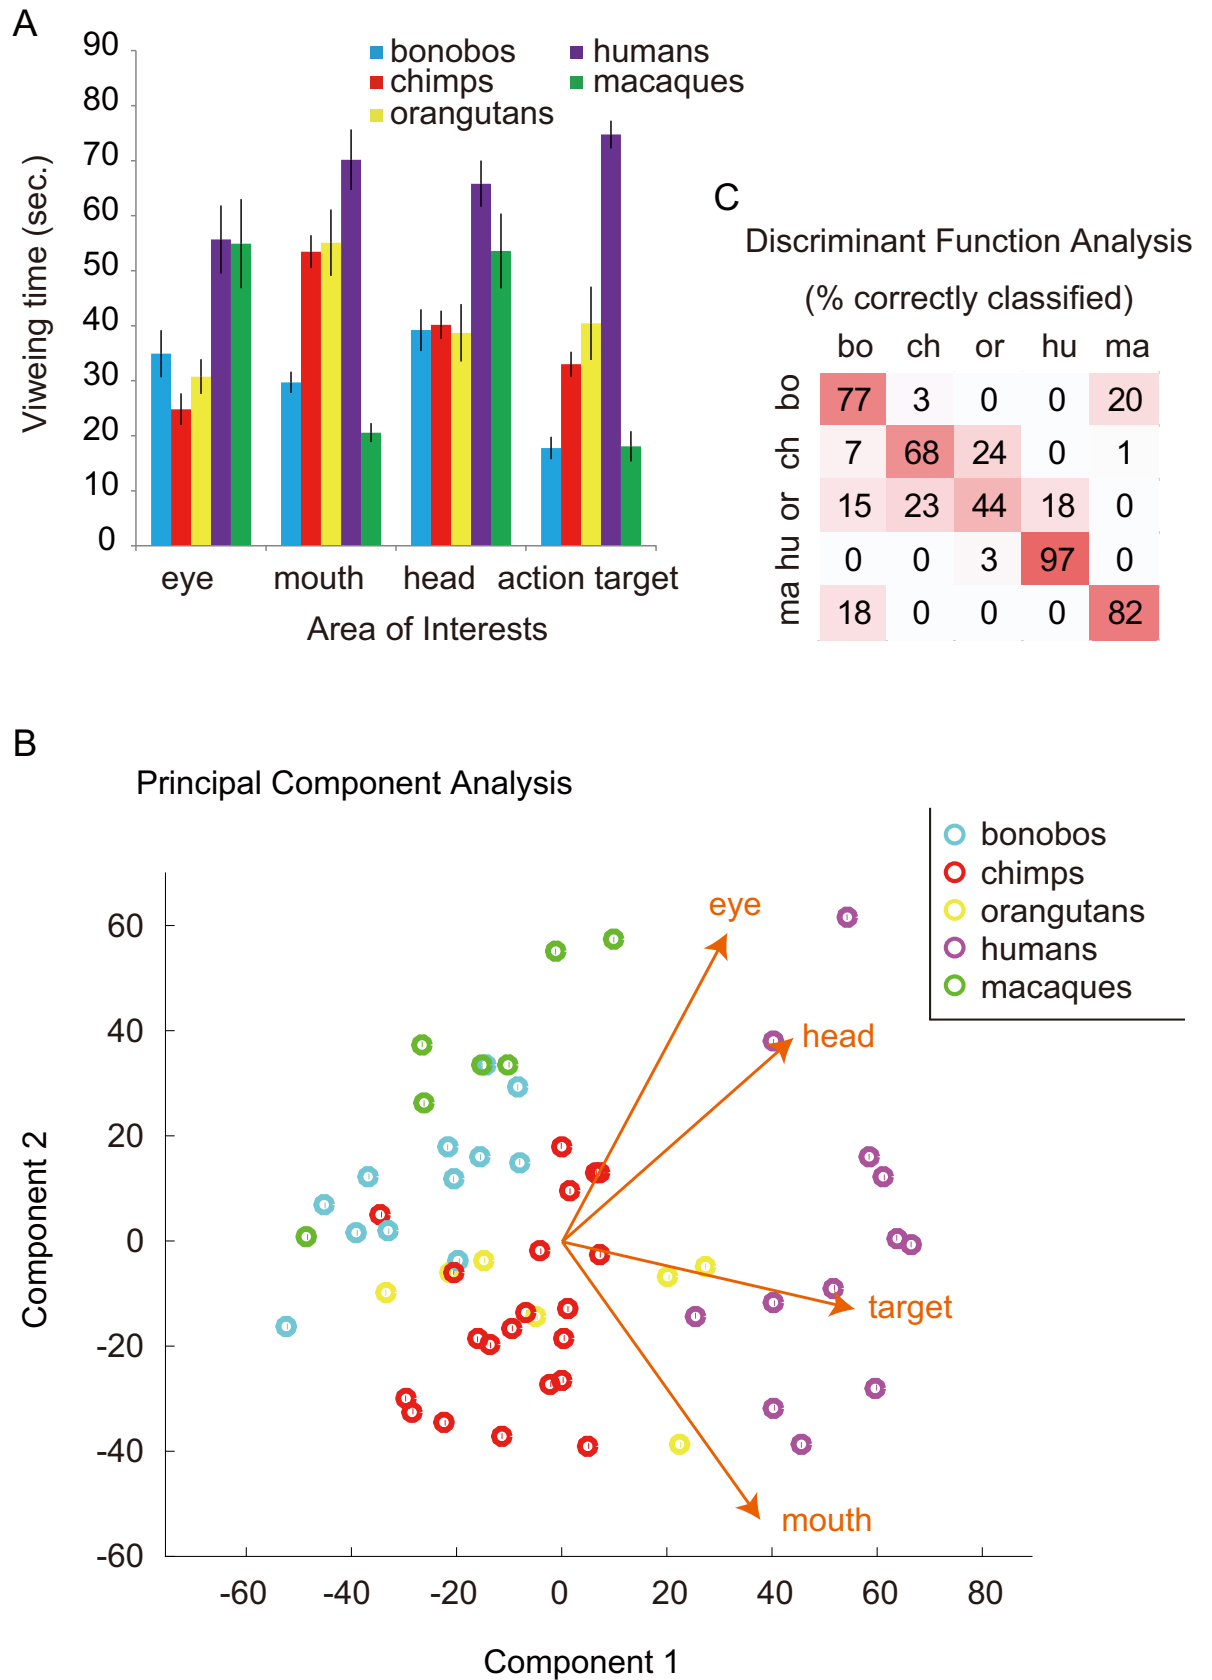 A
90
80
70
60
50
40
30
20
10
0
Viweing time (sec.)
bonobos
chimps
orangutans
humans
macaques
eye mouth head action target
Area of Interests
C
Discriminant Function Analysis
(% correctly classified)
bo ch or hu ma
bo 77 3 0 0 20
ch 7 68 24 0 1
or 15 23 44 18 0
hu 0 0 3 97 0
ma 18 0 0 0 82
B
Principal Component Analysis
bonobos
chimps
orangutans
humans
macaques
eye
head
target
mouth
60
40
20
0
-20
-40
-60
Component 2
-60 -40 -20 0 20 40 60 80
Component 1